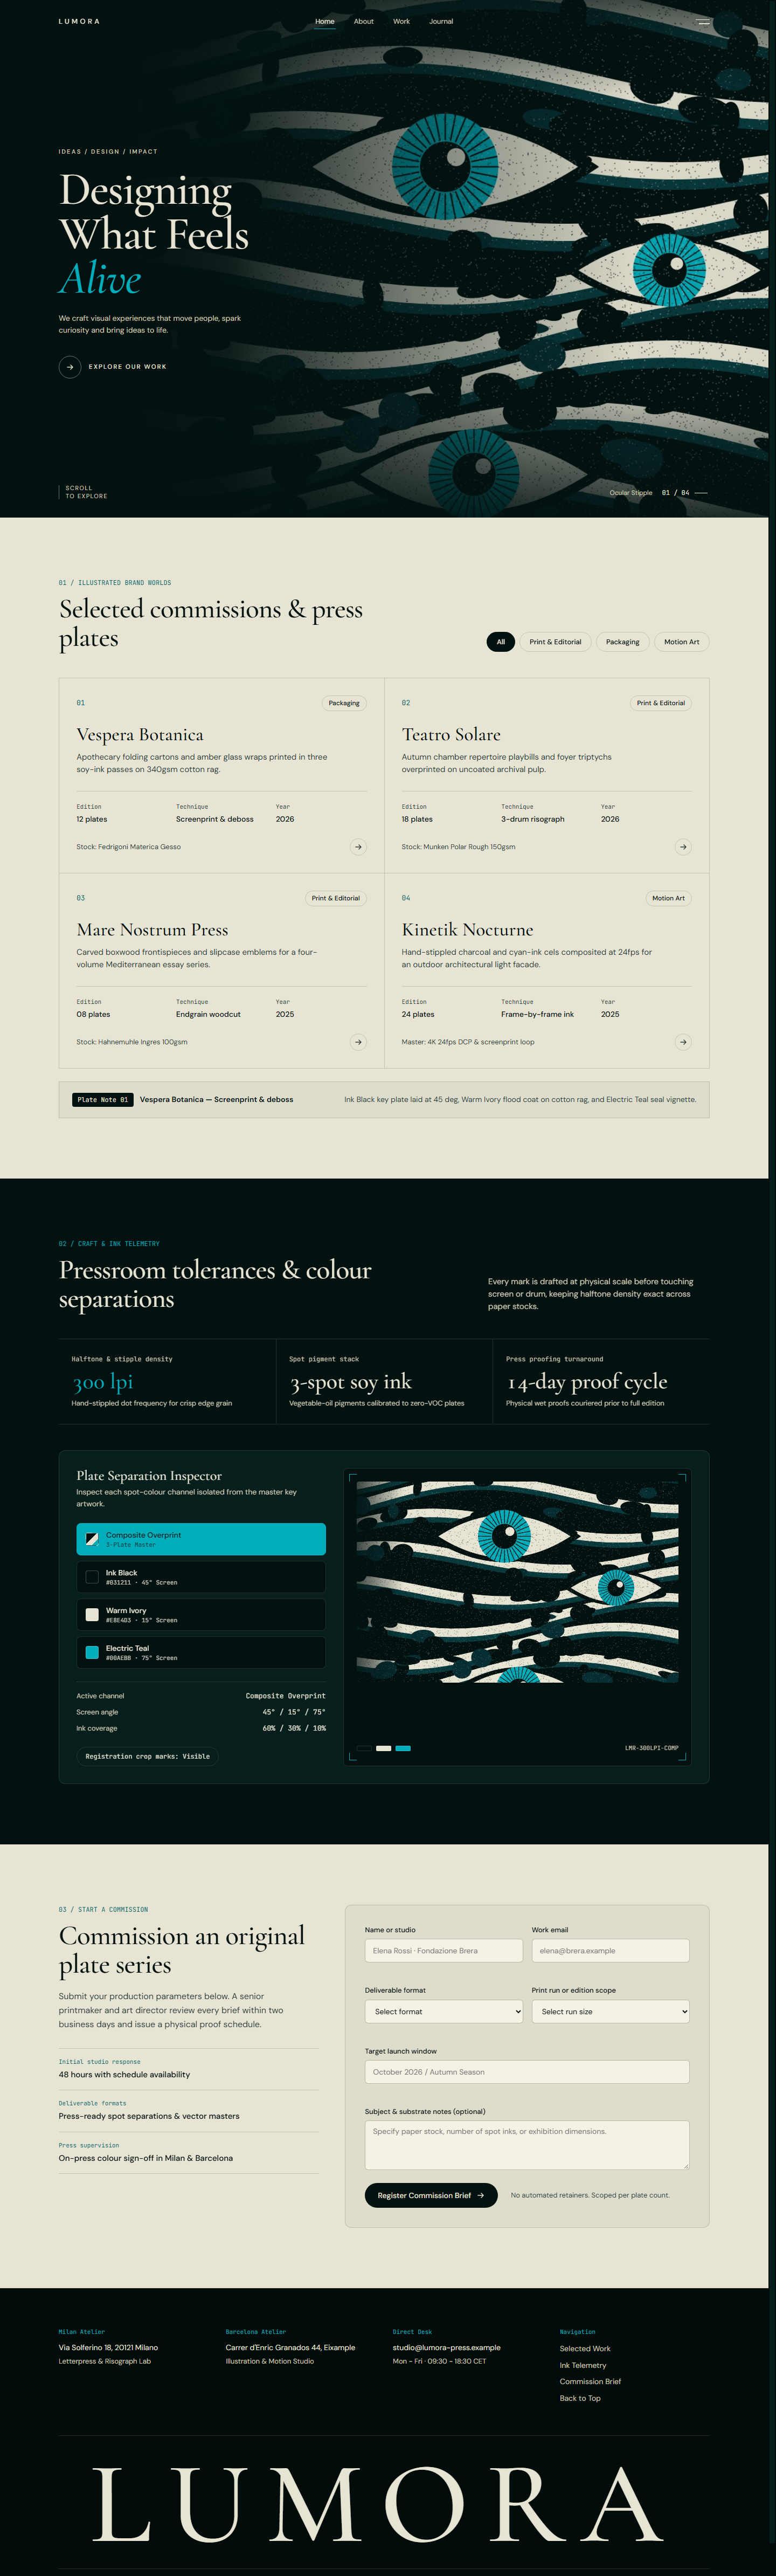 LUMORA
Home About Work Journal
IDEAS / DESIGN / IMPACT
Designing
What Feels
Alive
We craft visual experiences that move people, spark
curiosity and bring ideas to life.
EXPLORE OUR WORK
SCROLL
TO EXPLORE
Ocular Stipple 01 / 04
01 / ILLUSTRATED BRAND WORLDS
Selected commissions & press
plates
All Print & Editorial Packaging Motion Art
01 Packaging
Vespera Botanica
Apothecary folding cartons and amber glass wraps printed in three
soy-ink passes on 340gsm cotton rag.
Edition Technique Year
12 plates Screenprint & deboss 2026
Stock: Fedrigoni Materica Gesso
02 Print & Editorial
Teatro Solare
Autumn chamber repertoire playbills and foyer triptychs
overprinted on uncoated archival pulp.
Edition Technique Year
18 plates 3-drum risograph 2026
Stock: Munken Polar Rough 150gsm
03 Print & Editorial
Mare Nostrum Press
Carved boxwood frontispieces and slipcase emblems for a four-
volume Mediterranean essay series.
Edition Technique Year
08 plates Endgrain woodcut 2025
Stock: Hahnemuhle Ingres 100gsm
04 Motion Art
Kinetik Nocturne
Hand-stippled charcoal and cyan-ink cels composited at 24fps for
an outdoor architectural light facade.
Edition Technique Year
24 plates Frame-by-frame ink 2025
Master: 4K 24fps DCP & screenprint loop
Plate Note 01 Vespera Botanica — Screenprint & deboss Ink Black key plate laid at 45 deg, Warm Ivory flood coat on cotton rag, and Electric Teal seal vignette.
02 / CRAFT & INK TELEMETRY
Pressroom tolerances & colour
separations
Every mark is drafted at physical scale before touching
screen or drum, keeping halftone density exact across
paper stocks.
Halftone & stipple density
300 lpi
Hand-stippled dot frequency for crisp edge grain
Spot pigment stack
3-spot soy ink
Vegetable-oil pigments calibrated to zero-VOC plates
Press proofing turnaround
14-day proof cycle
Physical wet proofs couriered prior to full edition
Plate Separation Inspector
Inspect each spot-colour channel isolated from the master key
artwork.
Composite Overprint
3-Plate Master
Ink Black
#031211 · 45° Screen
Warm Ivory
#EBE4D3 · 15° Screen
Electric Teal
#00AEBB · 75° Screen
Active channel Composite Overprint
Screen angle 45° / 15° / 75°
Ink coverage 60% / 30% / 10%
Registration crop marks: Visible
LMR-300LPI-COMP
03 / START A COMMISSION
Commission an original
plate series
Submit your production parameters below. A senior
printmaker and art director review every brief within two
business days and issue a physical proof schedule.
Initial studio response
48 hours with schedule availability
Deliverable formats
Press-ready spot separations & vector masters
Press supervision
On-press colour sign-off in Milan & Barcelona
Name or studio Work email
Elena Rossi · Fondazione Brera elena@brera.example
Deliverable format Print run or edition scope
Select format Select run size
Target launch window
October 2026 / Autumn Season
Subject & substrate notes (optional)
Specify paper stock, number of spot inks, or exhibition dimensions.
Register Commission Brief No automated retainers. Scoped per plate count.
Milan Atelier
Via Solferino 18, 20121 Milano
Letterpress & Risograph Lab
Barcelona Atelier
Carrer d'Enric Granados 44, Eixample
Illustration & Motion Studio
Direct Desk
studio@lumora-press.example
Mon – Fri · 09:30 – 18:30 CET
Navigation
Selected Work
Ink Telemetry
Commission Brief
Back to Top
LUMORA